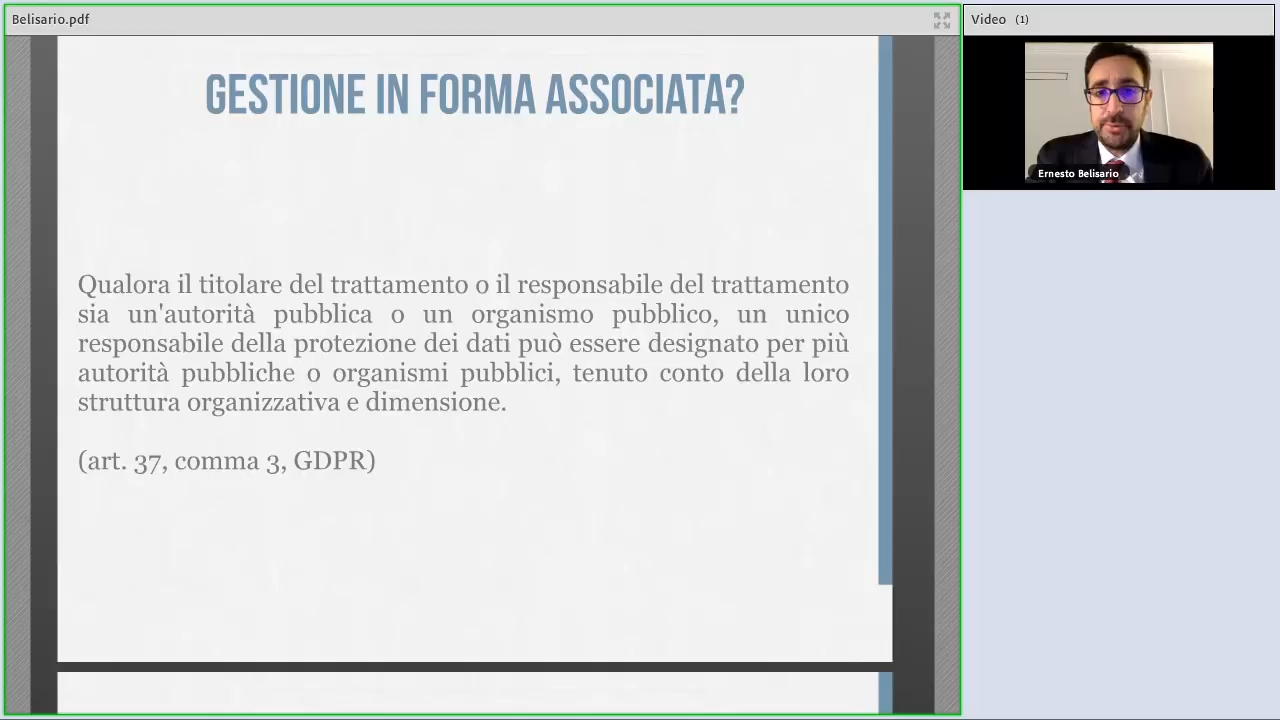 Belisario.pdf
Video (1)
GESTIONE IN FORMA ASSOCIATA?
Ernesto Belisario
Qualora il titolare del trattamento o il responsabile del trattamento
sia un'autorità pubblica o un organismo pubblico, un unico
responsabile della protezione dei dati può essere designato per più
autorità pubbliche o organismi pubblici, tenuto conto della loro
struttura organizzativa e dimensione.
(art. 37, comma 3, GDPR)